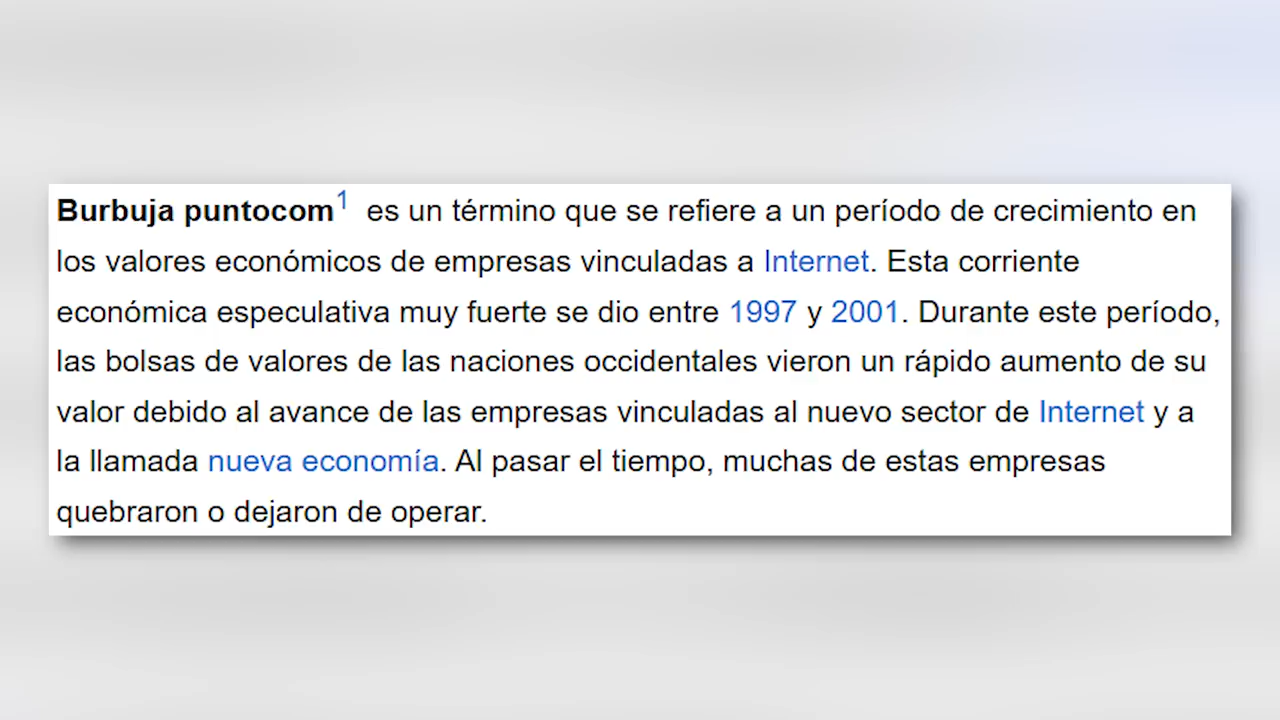 Burbuja puntocom1 es un término que se refiere a un período de crecimiento en
los valores económicos de empresas vinculadas a Internet. Esta corriente
económica especulativa muy fuerte se dio entre 1997 y 2001. Durante este período,
las bolsas de valores de las naciones occidentales vieron un rápido aumento de su
valor debido al avance de las empresas vinculadas al nuevo sector de Internet y a
la llamada nueva economía. Al pasar el tiempo, muchas de estas empresas
quebraron o dejaron de operar.